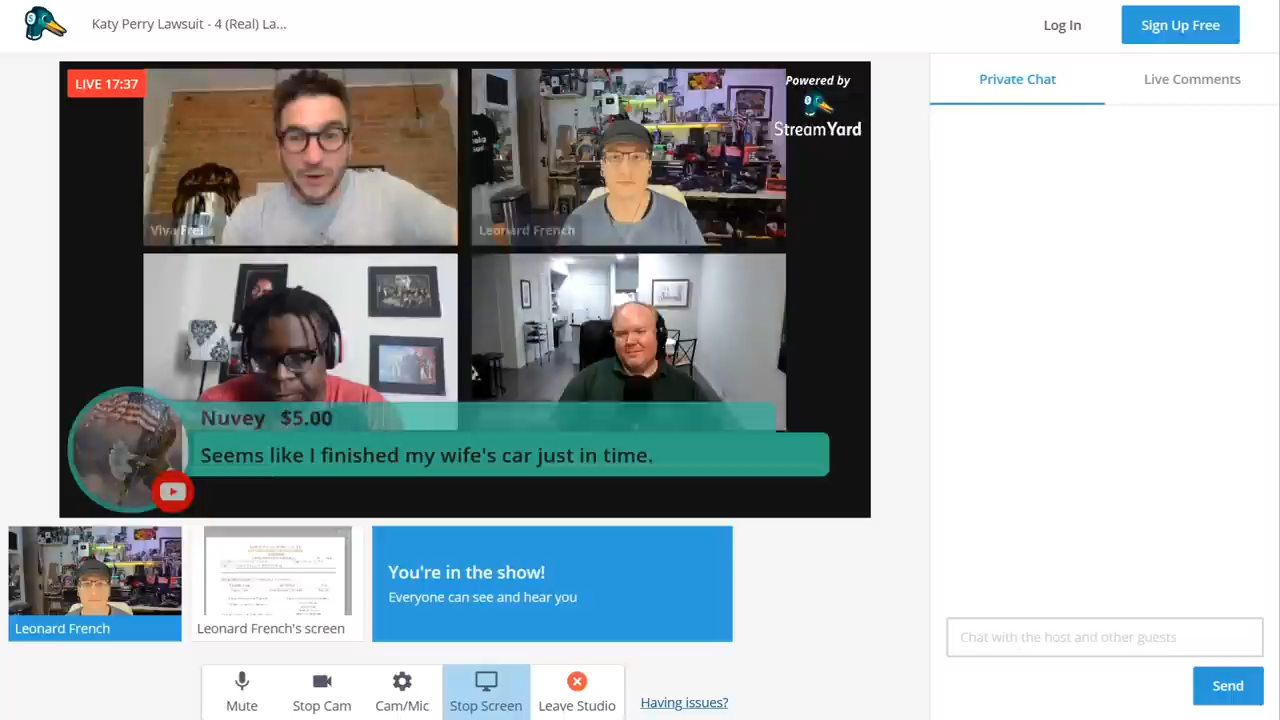 Katy Perry Lawsuit - 4 (Real) La...
Log In
Sign Up Free
LIVE 17:37
Powered by
StreamYard
Viva Frei
Leonard French
Nuvey $5.00
Seems like I finished my wife's car just in time.
Private Chat
Live Comments
Leonard French
Leonard French's screen
You're in the show!
Everyone can see and hear you
Chat with the host and other guests
Send
Mute
Stop Cam
Cam/Mic
Stop Screen
Leave Studio
Having issues?